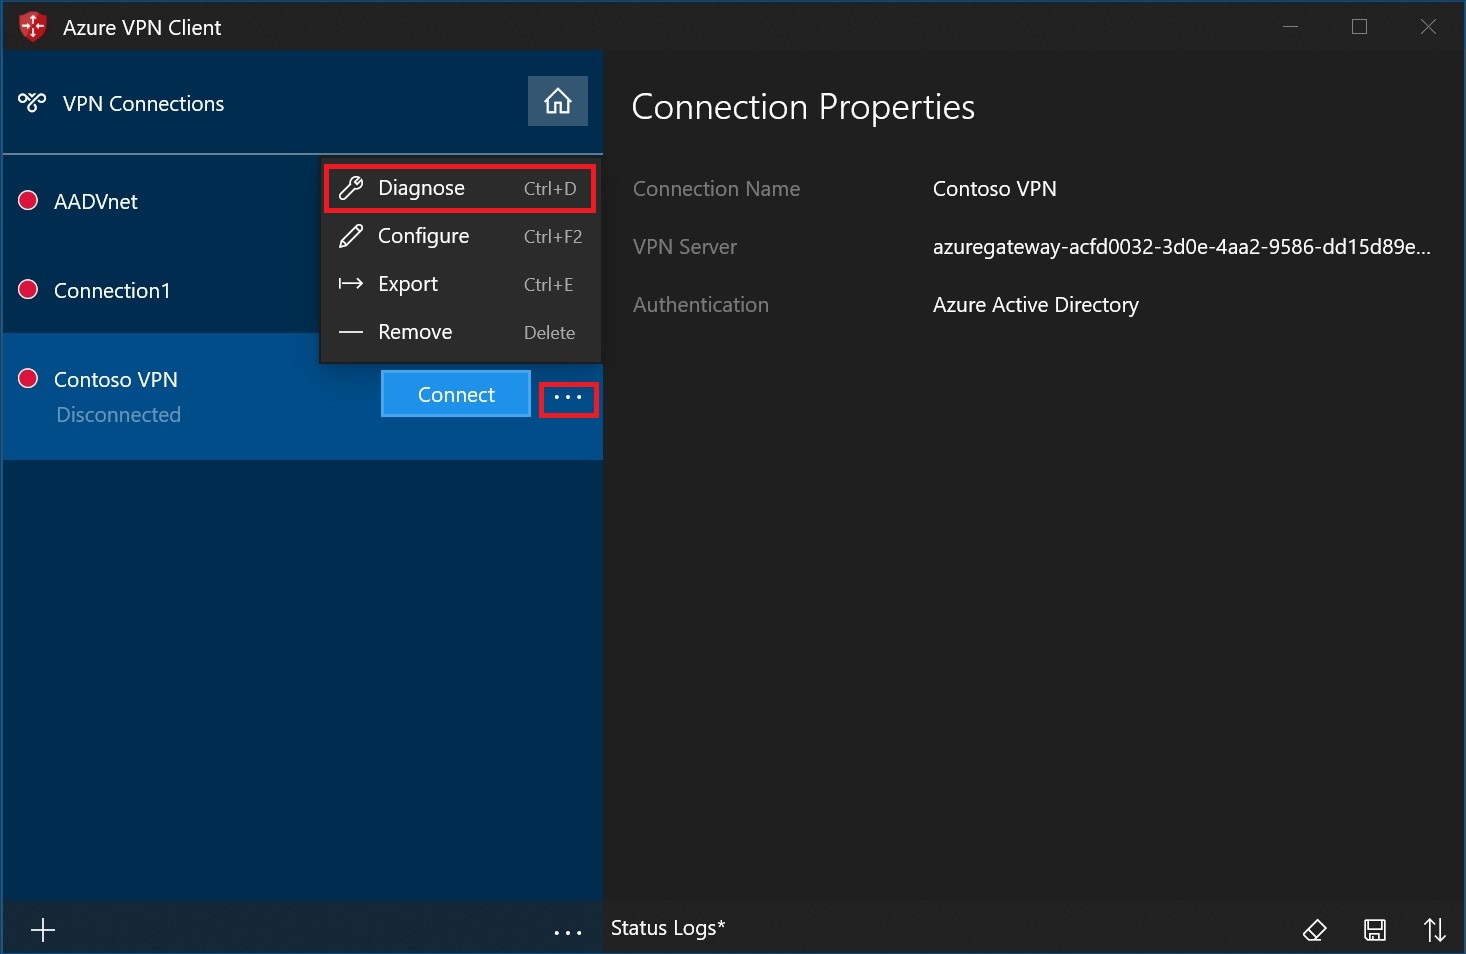 Azure VPN Client
VPN Connections
AADVnet
Connection1
Contoso VPN
Disconnected
Diagnose Ctrl+D
Configure Ctrl+F2
Export Ctrl+E
Remove Delete
Connect
...
...
Connection Properties
Connection Name Contoso VPN
VPN Server azuregateway-acfd0032-3d0e-4aa2-9586-dd15d89e...
Authentication Azure Active Directory
Status Logs*